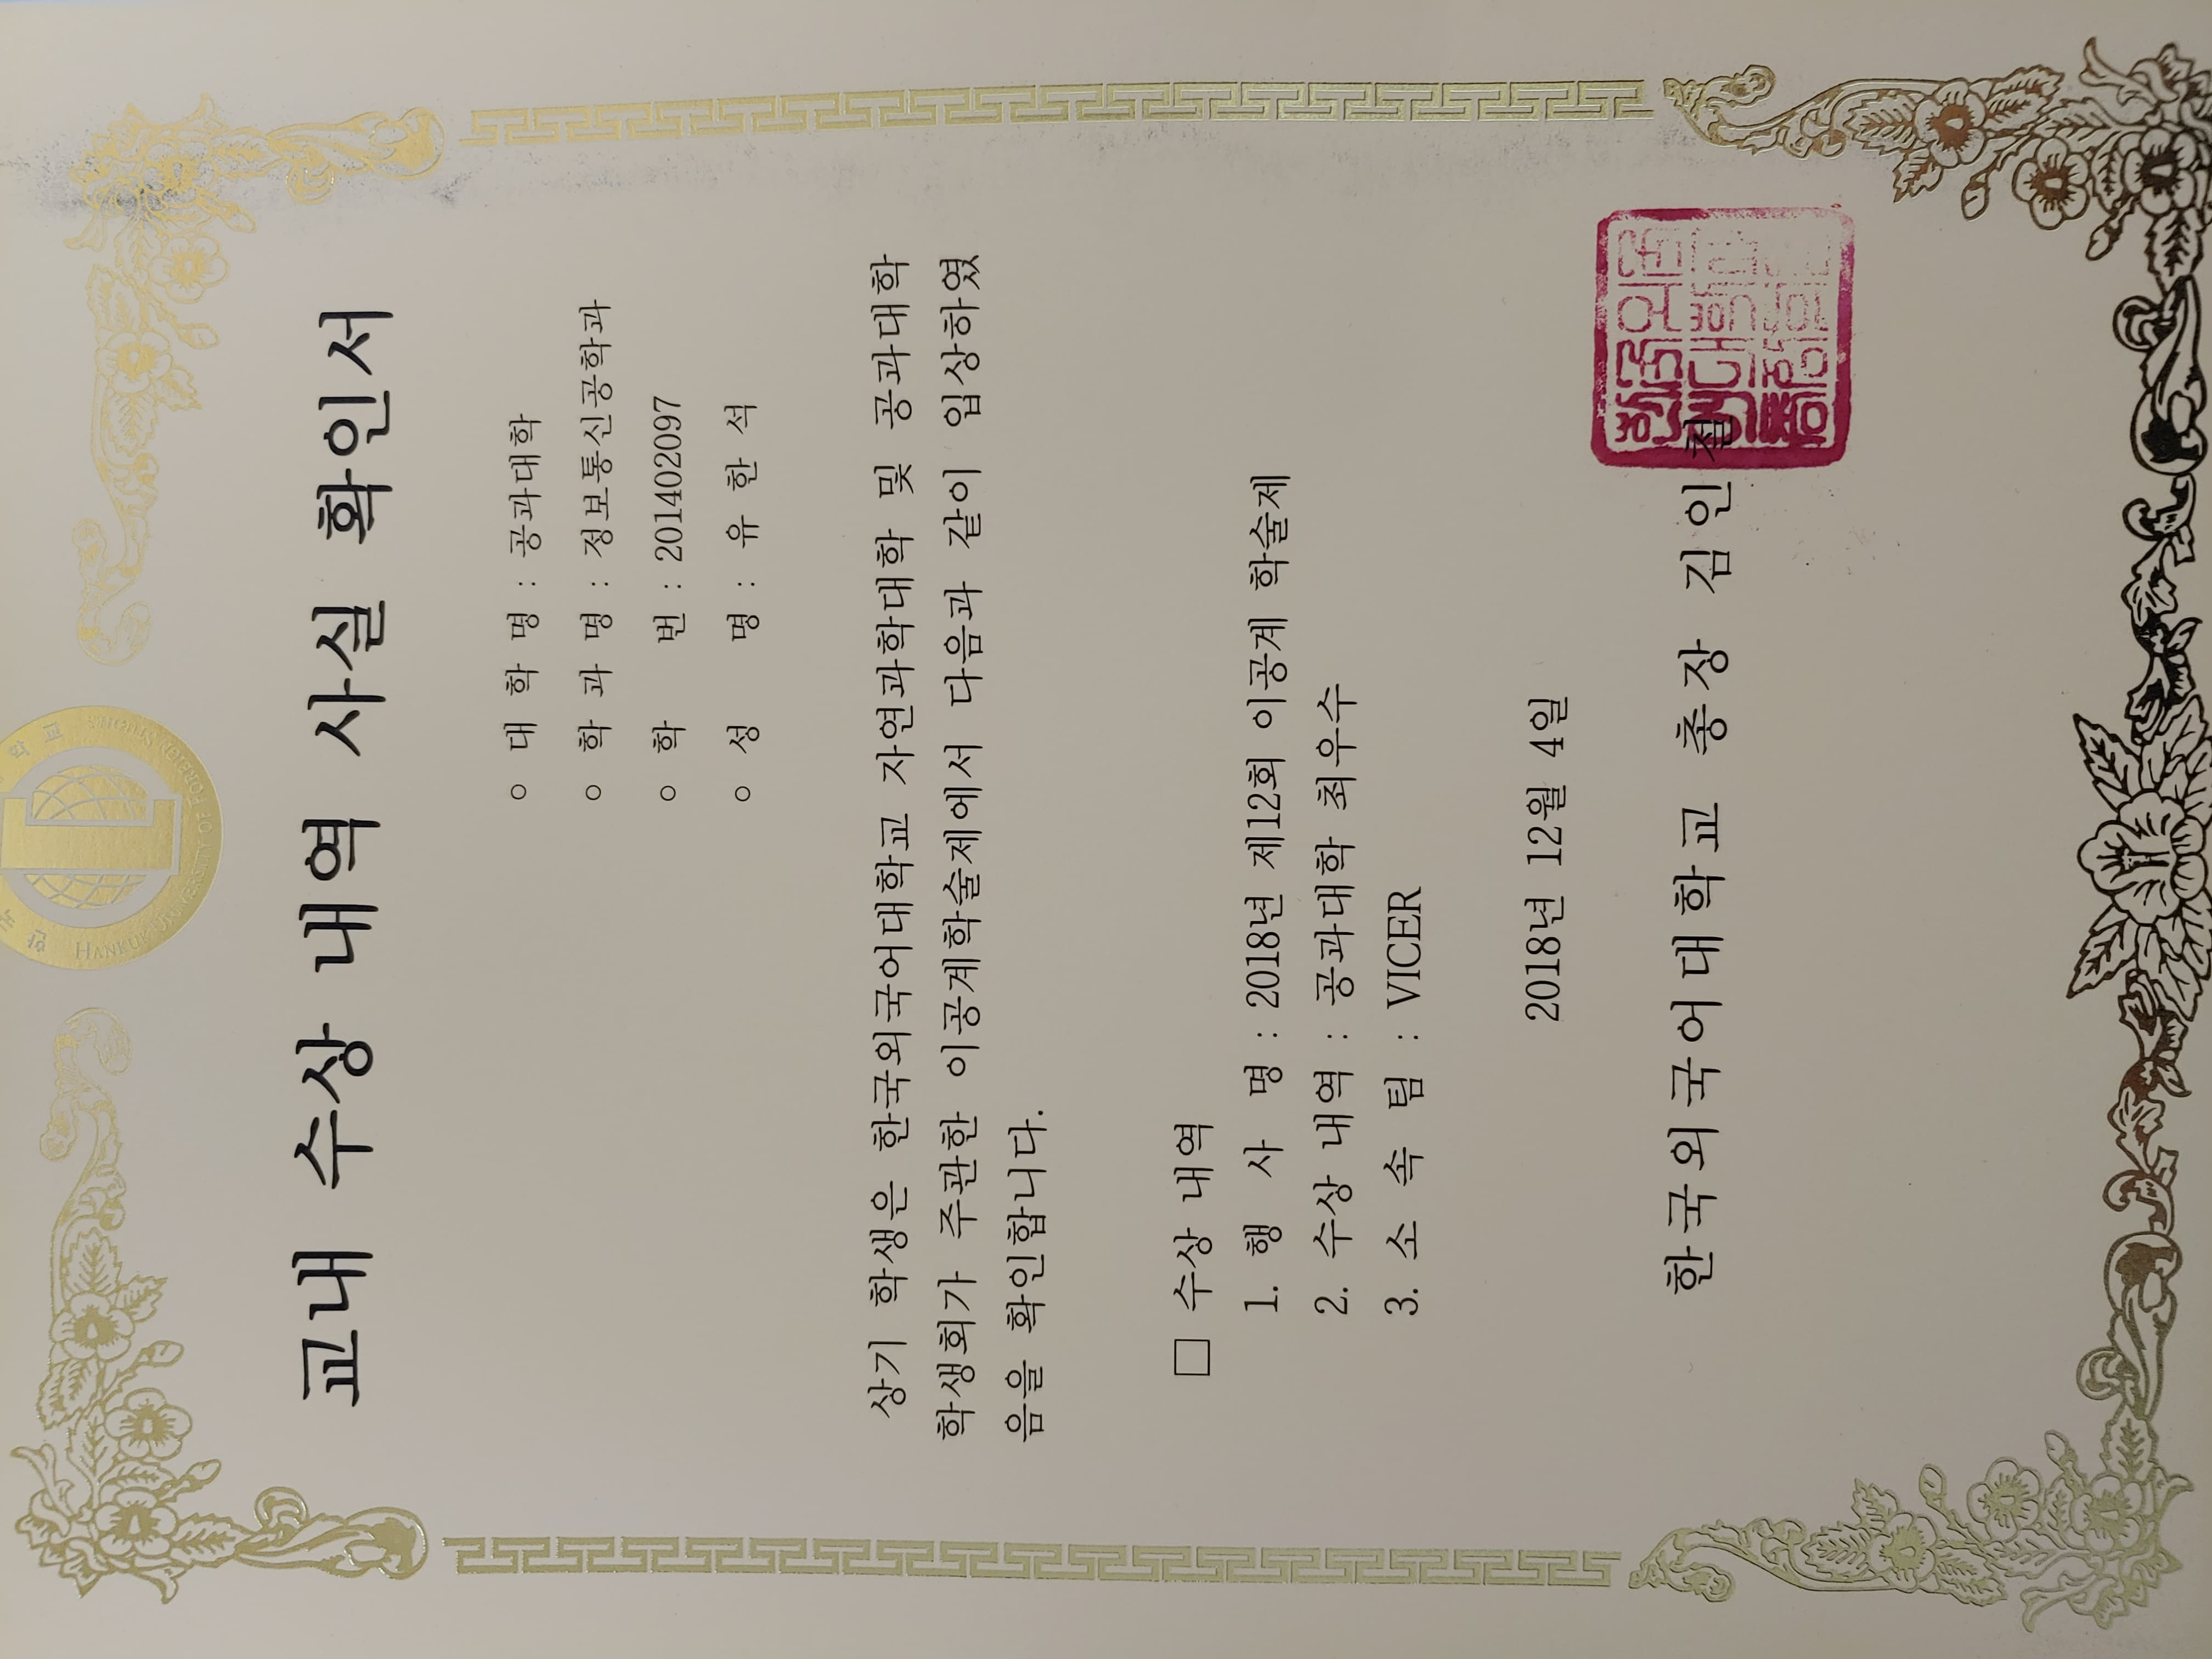 HANKUK UNIVERSITY OF FOREIGN STUDIES
교내 수상 내역 사실 확인서
○ 대 학 명 : 공과대학
○ 학 과 명 : 정보통신공학과
○ 학 번 : 201402097
○ 성 명 : 유 한 석
상기 학생은 한국외국어대학교 자연과학대학 및 공과대학
학생회가 주관한 이공계학술제에서 다음과 같이 입상하였
음을 확인합니다.
□ 수상 내역
1. 행 사 명 : 2018년 제12회 이공계 학술제
2. 수상 내역 : 공과대학 최우수
3. 소 속 팀 : VICER
2018년 12월 4일
한국외국어대학교 총장 김인철